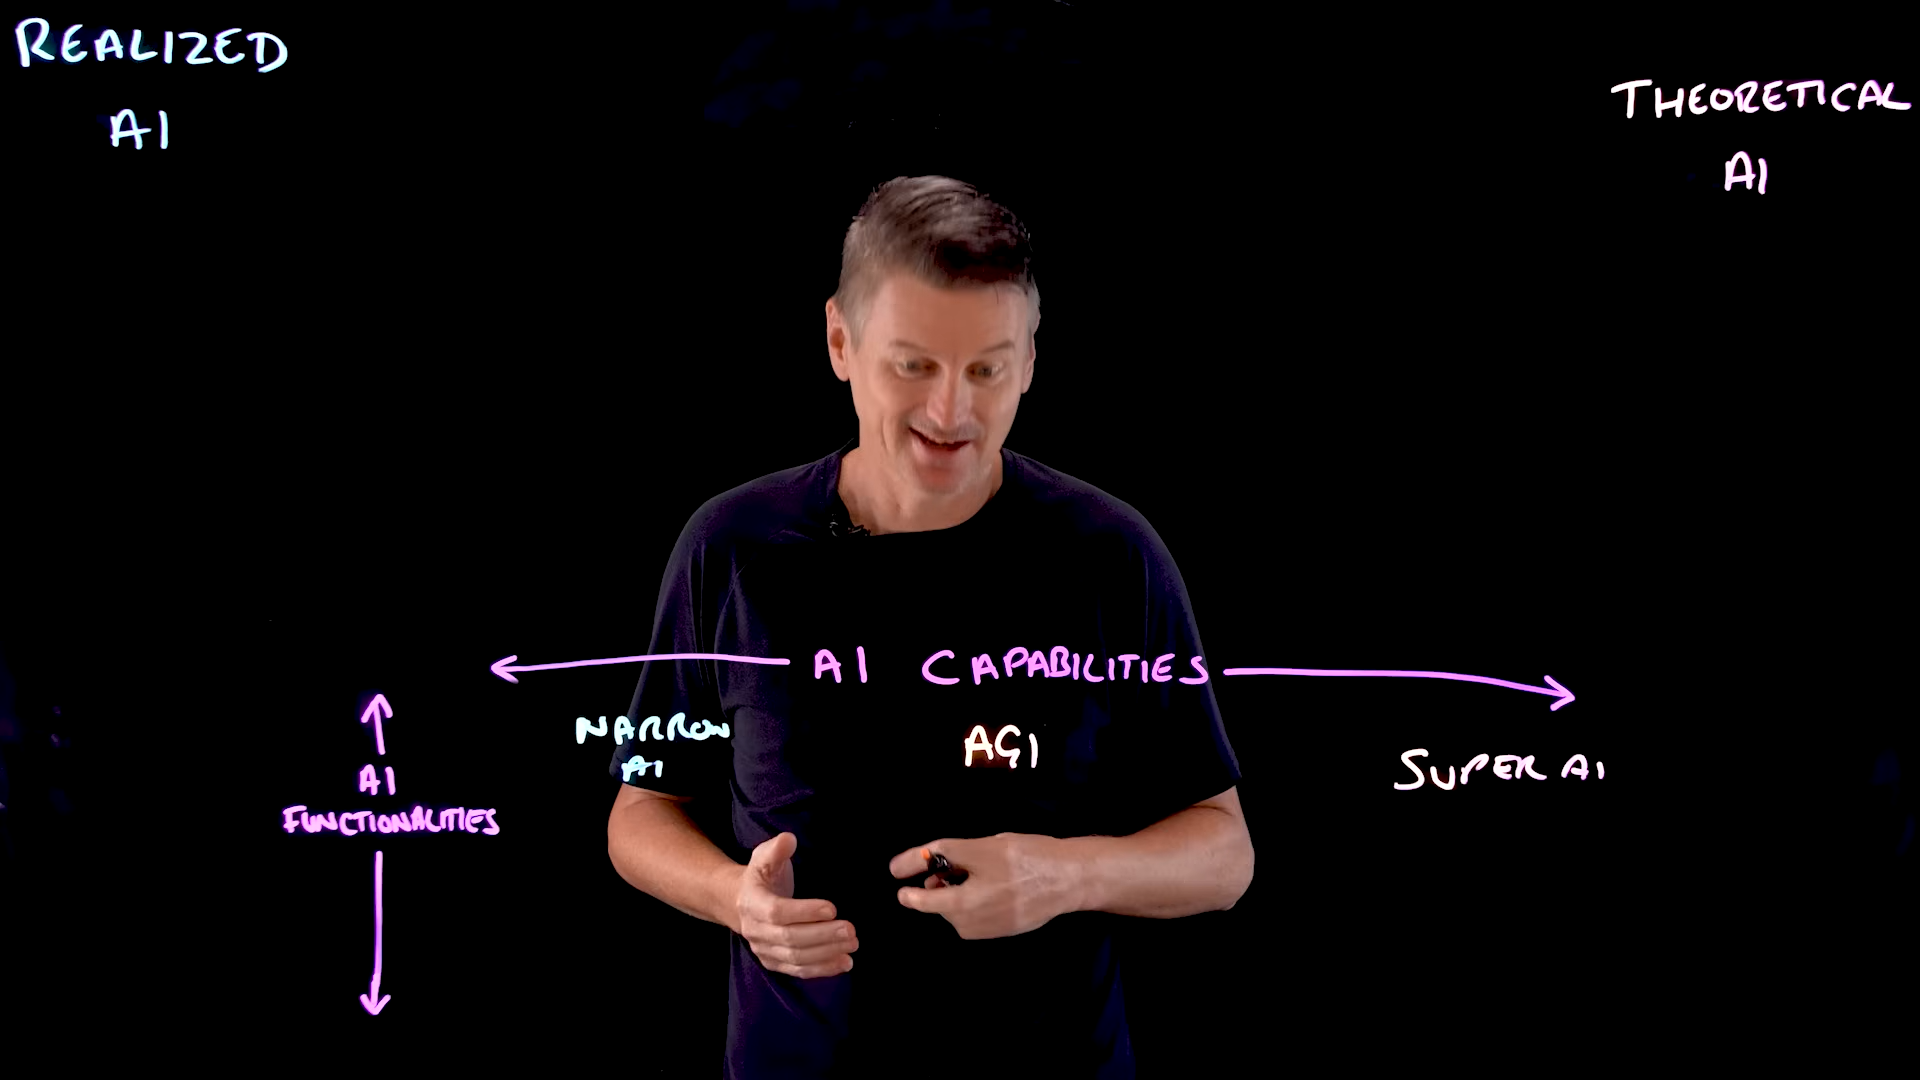 REALIZED
AI
THEORETICAL
AI
AI CAPABILITIES
NARROW
AI
AGI
SUPER AI
AI
FUNCTIONALITIES